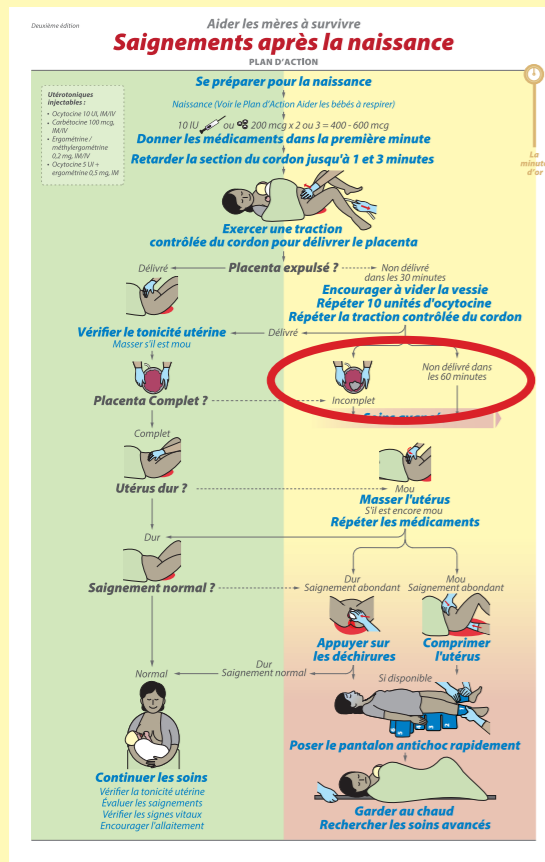 Deuxième édition
Aider les mères à survivre
Saignements après la naissance
PLAN D'ACTION
Utérotoniques
injectables :
• Ocytocine 10 UI, IM/IV
• Carbétocine 100 mcg,
IM/IV
• Ergométrine /
méthylergométrine
0,2 mg, IM/IV
• Ocytocine 5 UI +
ergométrine 0,5 mg, IM
Se préparer pour la naissance
Naissance (Voir le Plan d'Action Aider les bébés à respirer)
10 IU ou 200 mcg x 2 ou 3 = 400 - 600 mcg
Donner les médicaments dans la première minute
Retarder la section du cordon jusqu'à 1 et 3 minutes
La
minute
d'or
Exercer une traction
contrôlée du cordon pour délivrer le placenta
Délivré
Placenta expulsé ?
Non délivré
dans les 30 minutes
Encourager à vider la vessie
Répéter 10 unités d'ocytocine
Répéter la traction contrôlée du cordon
Vérifier le tonicité utérine
Masser s'il est mou
Délivré
Non délivré dans
les 60 minutes
Placenta Complet ?
Incomplet
Complet
Utérus dur ?
Mou
Masser l'utérus
S'il est encore mou
Répéter les médicaments
Dur
Saignement normal ?
Dur
Saignement abondant
Mou
Saignement abondant
Appuyer sur
les déchirures
Comprimer
l'utérus
Normal
Dur
Saignement normal
Si disponible
Poser le pantalon antichoc rapidement
Continuer les soins
Vérifier la tonicité utérine
Évaluer les saignements
Vérifier les signes vitaux
Encourager l'allaitement
Garder au chaud
Rechercher les soins avancés